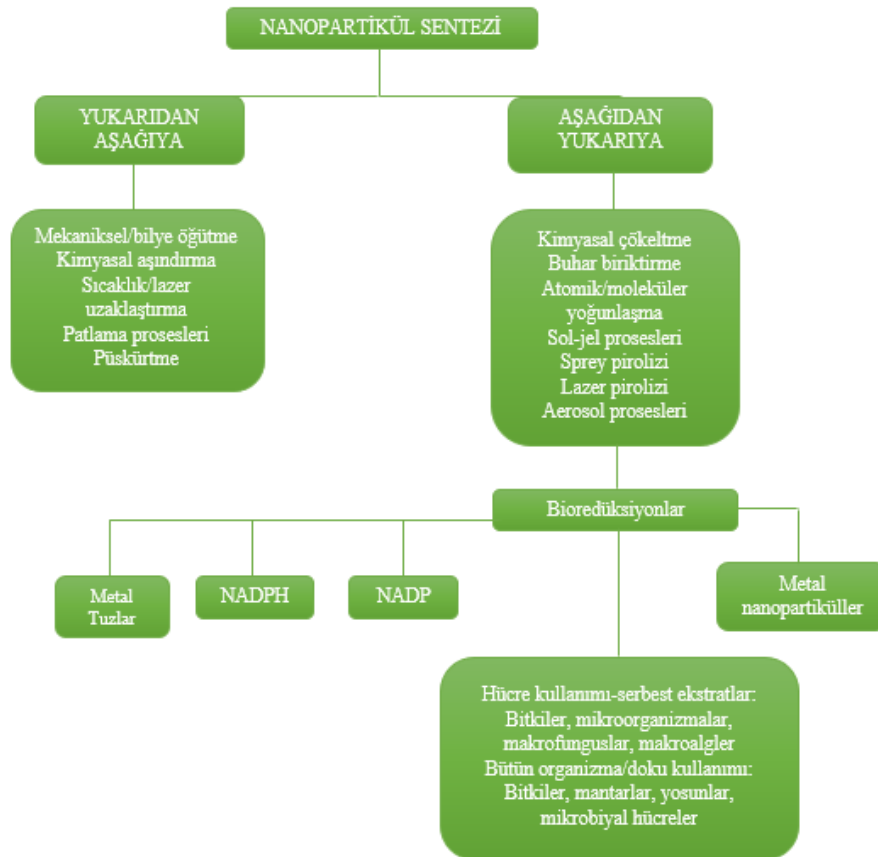 NANOPARTİKÜL SENTEZİ
YUKARIDAN
AŞAĞIYA
AŞAĞIDAN
YUKARIYA
Mekaniksel/bilye öğütme
Kimyasal aşındırma
Sıcaklık/lazer
uzaklaştırma
Patlama prosesleri
Püskürtme
Kimyasal çökeltme
Buhar biriktirme
Atomik/moleküler
yoğunlaşma
Sol-jel prosesleri
Sprey pirolizi
Lazer pirolizi
Aerosol prosesleri
Bioredüksiyonlar
Metal
Tuzlar
NADPH
NADP
Metal
nanopartiküller
Hücre kullanımı-serbest ekstratlar:
Bitkiler, mikroorganizmalar,
makrofunguslar, makroalgler
Bütün organizma/doku kullanımı:
Bitkiler, mantarlar, yosunlar,
mikrobiyal hücreler